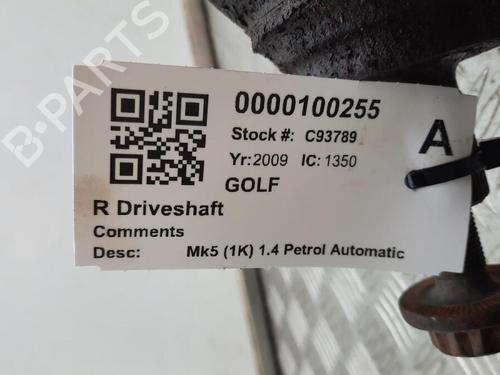 B-PARTS
0000100255
Stock #: C93789
A
Yr:2009 IC: 1350
GOLF
R Driveshaft
Comments
Desc: Mk5 (1K) 1.4 Petrol Automatic